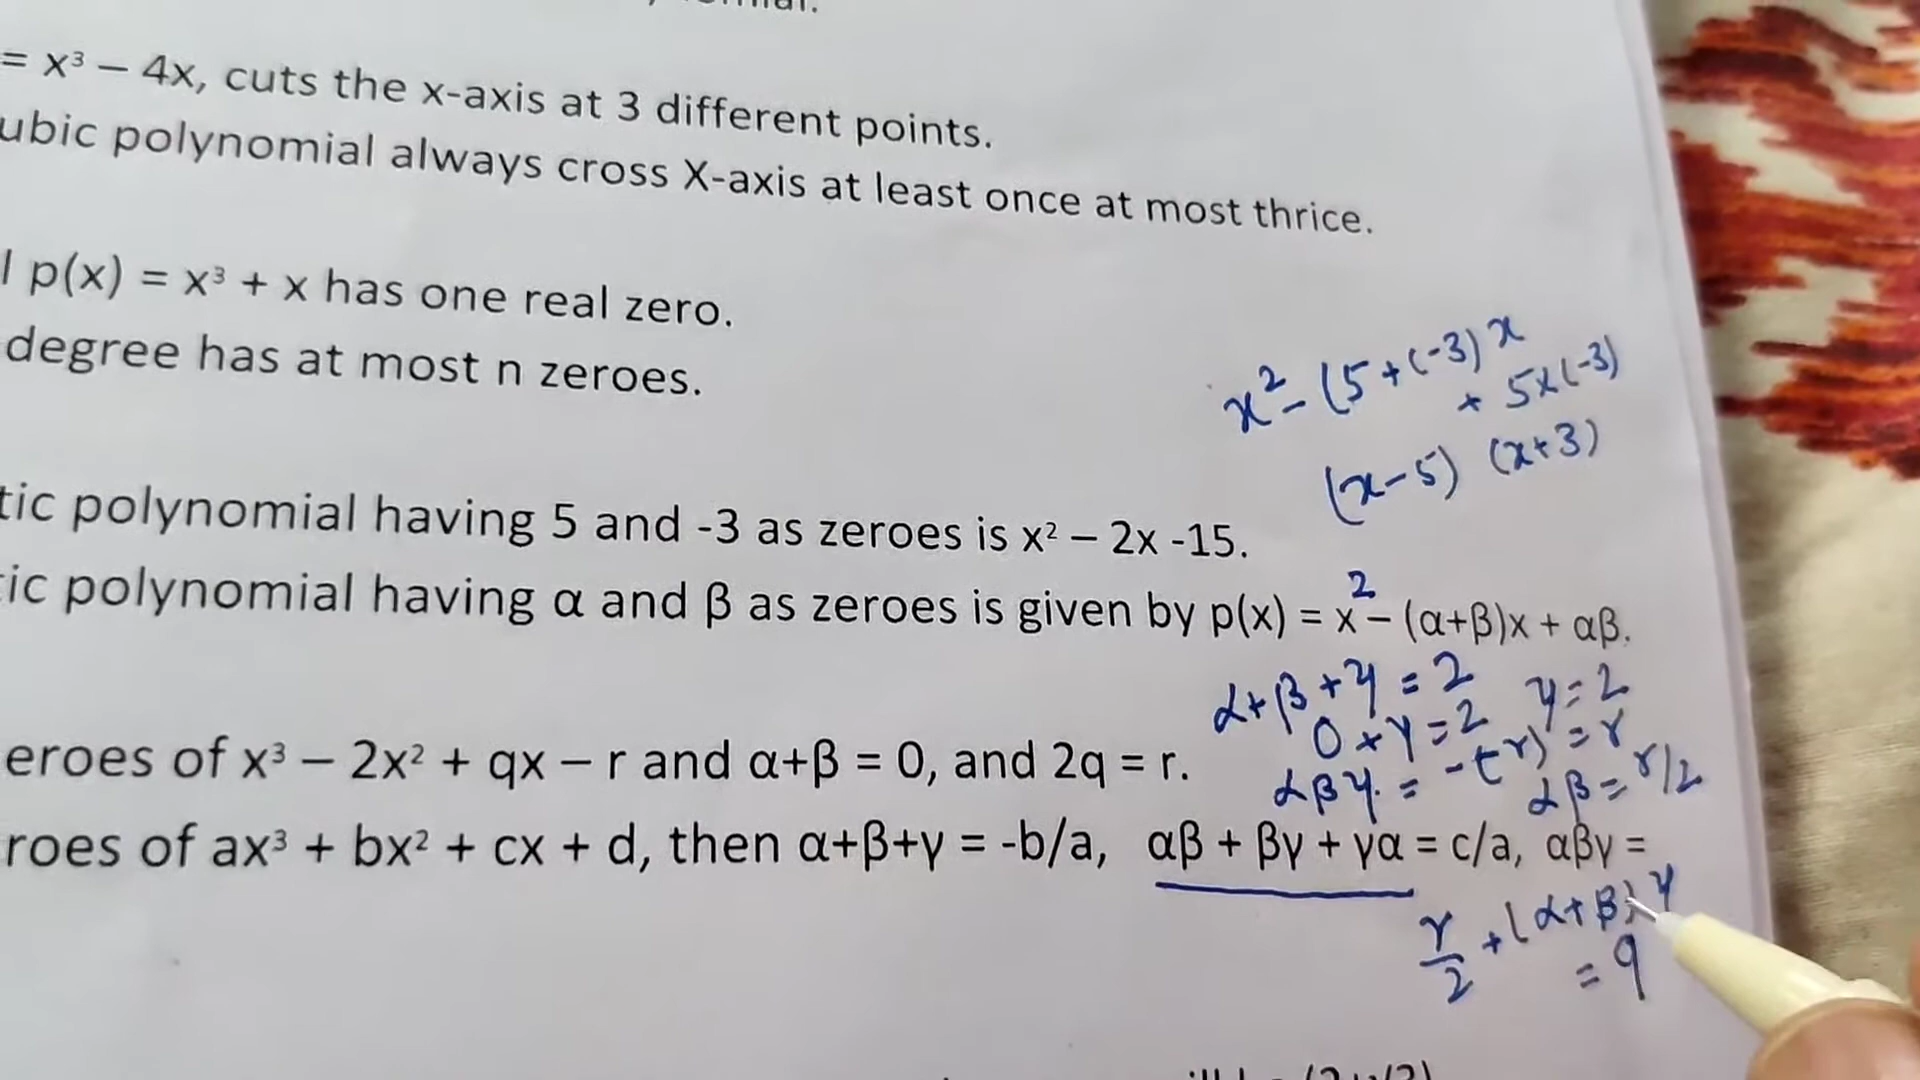 = x³ – 4x, cuts the x-axis at 3 different points.
ubic polynomial always cross X-axis at least once at most thrice.
l p(x) = x³ + x has one real zero.
degree has at most n zeroes.
x² - (5+(-3) x
+ 5x(-3)
(x-5) (x+3)
tic polynomial having 5 and -3 as zeroes is x² – 2x -15.
ic polynomial having α and β as zeroes is given by p(x) = x² – (α+β)x + αβ.
α+β+γ = 2 γ=2
0+γ=2
eroes of x³ – 2x² + qx – r and α+β = 0, and 2q = r.
αβγ = -(-r) = r
αβ = r/2
roes of ax³ + bx² + cx + d, then α+β+γ = -b/a, αβ + βγ + γα = c/a, αβγ =
r/2 + (α+β)γ
= q